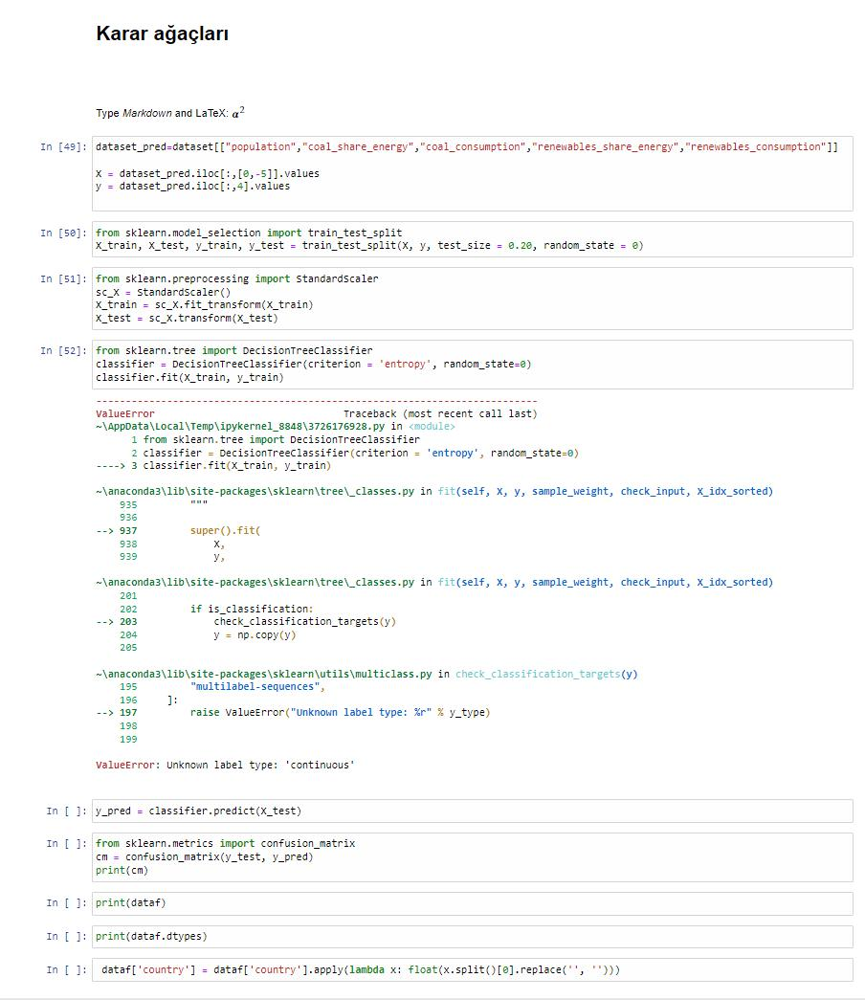 Karar ağaçları
Type Markdown and LaTeX: α²
In [49]: dataset_pred=dataset[["population","coal_share_energy","coal_consumption","renewables_share_energy","renewables_consumption"]]
X = dataset_pred.iloc[:,[0,-5]].values
y = dataset_pred.iloc[:,4].values
In [50]: from sklearn.model_selection import train_test_split
X_train, X_test, y_train, y_test = train_test_split(X, y, test_size = 0.20, random_state = 0)
In [51]: from sklearn.preprocessing import StandardScaler
sc_X = StandardScaler()
X_train = sc_X.fit_transform(X_train)
X_test = sc_X.transform(X_test)
In [52]: from sklearn.tree import DecisionTreeClassifier
classifier = DecisionTreeClassifier(criterion = 'entropy', random_state=0)
classifier.fit(X_train, y_train)
---------------------------------------------------------------------------
ValueError                                Traceback (most recent call last)
~\AppData\Local\Temp\ipykernel_8848\3726176928.py in <module>
      1 from sklearn.tree import DecisionTreeClassifier
      2 classifier = DecisionTreeClassifier(criterion = 'entropy', random_state=0)
----> 3 classifier.fit(X_train, y_train)
~\anaconda3\lib\site-packages\sklearn\tree\_classes.py in fit(self, X, y, sample_weight, check_input, X_idx_sorted)
    935         """
    936
--> 937         super().fit(
    938             X,
    939             y,
~\anaconda3\lib\site-packages\sklearn\tree\_classes.py in fit(self, X, y, sample_weight, check_input, X_idx_sorted)
    201
    202         if is_classification:
--> 203             check_classification_targets(y)
    204             y = np.copy(y)
    205
~\anaconda3\lib\site-packages\sklearn\utils\multiclass.py in check_classification_targets(y)
    195         "multilabel-sequences",
    196     ]:
--> 197         raise ValueError("Unknown label type: %r" % y_type)
    198
    199
ValueError: Unknown label type: 'continuous'
In [ ]: y_pred = classifier.predict(X_test)
In [ ]: from sklearn.metrics import confusion_matrix
cm = confusion_matrix(y_test, y_pred)
print(cm)
In [ ]: print(dataf)
In [ ]: print(dataf.dtypes)
In [ ]: dataf['country'] = dataf['country'].apply(lambda x: float(x.split()[0].replace('', '')))